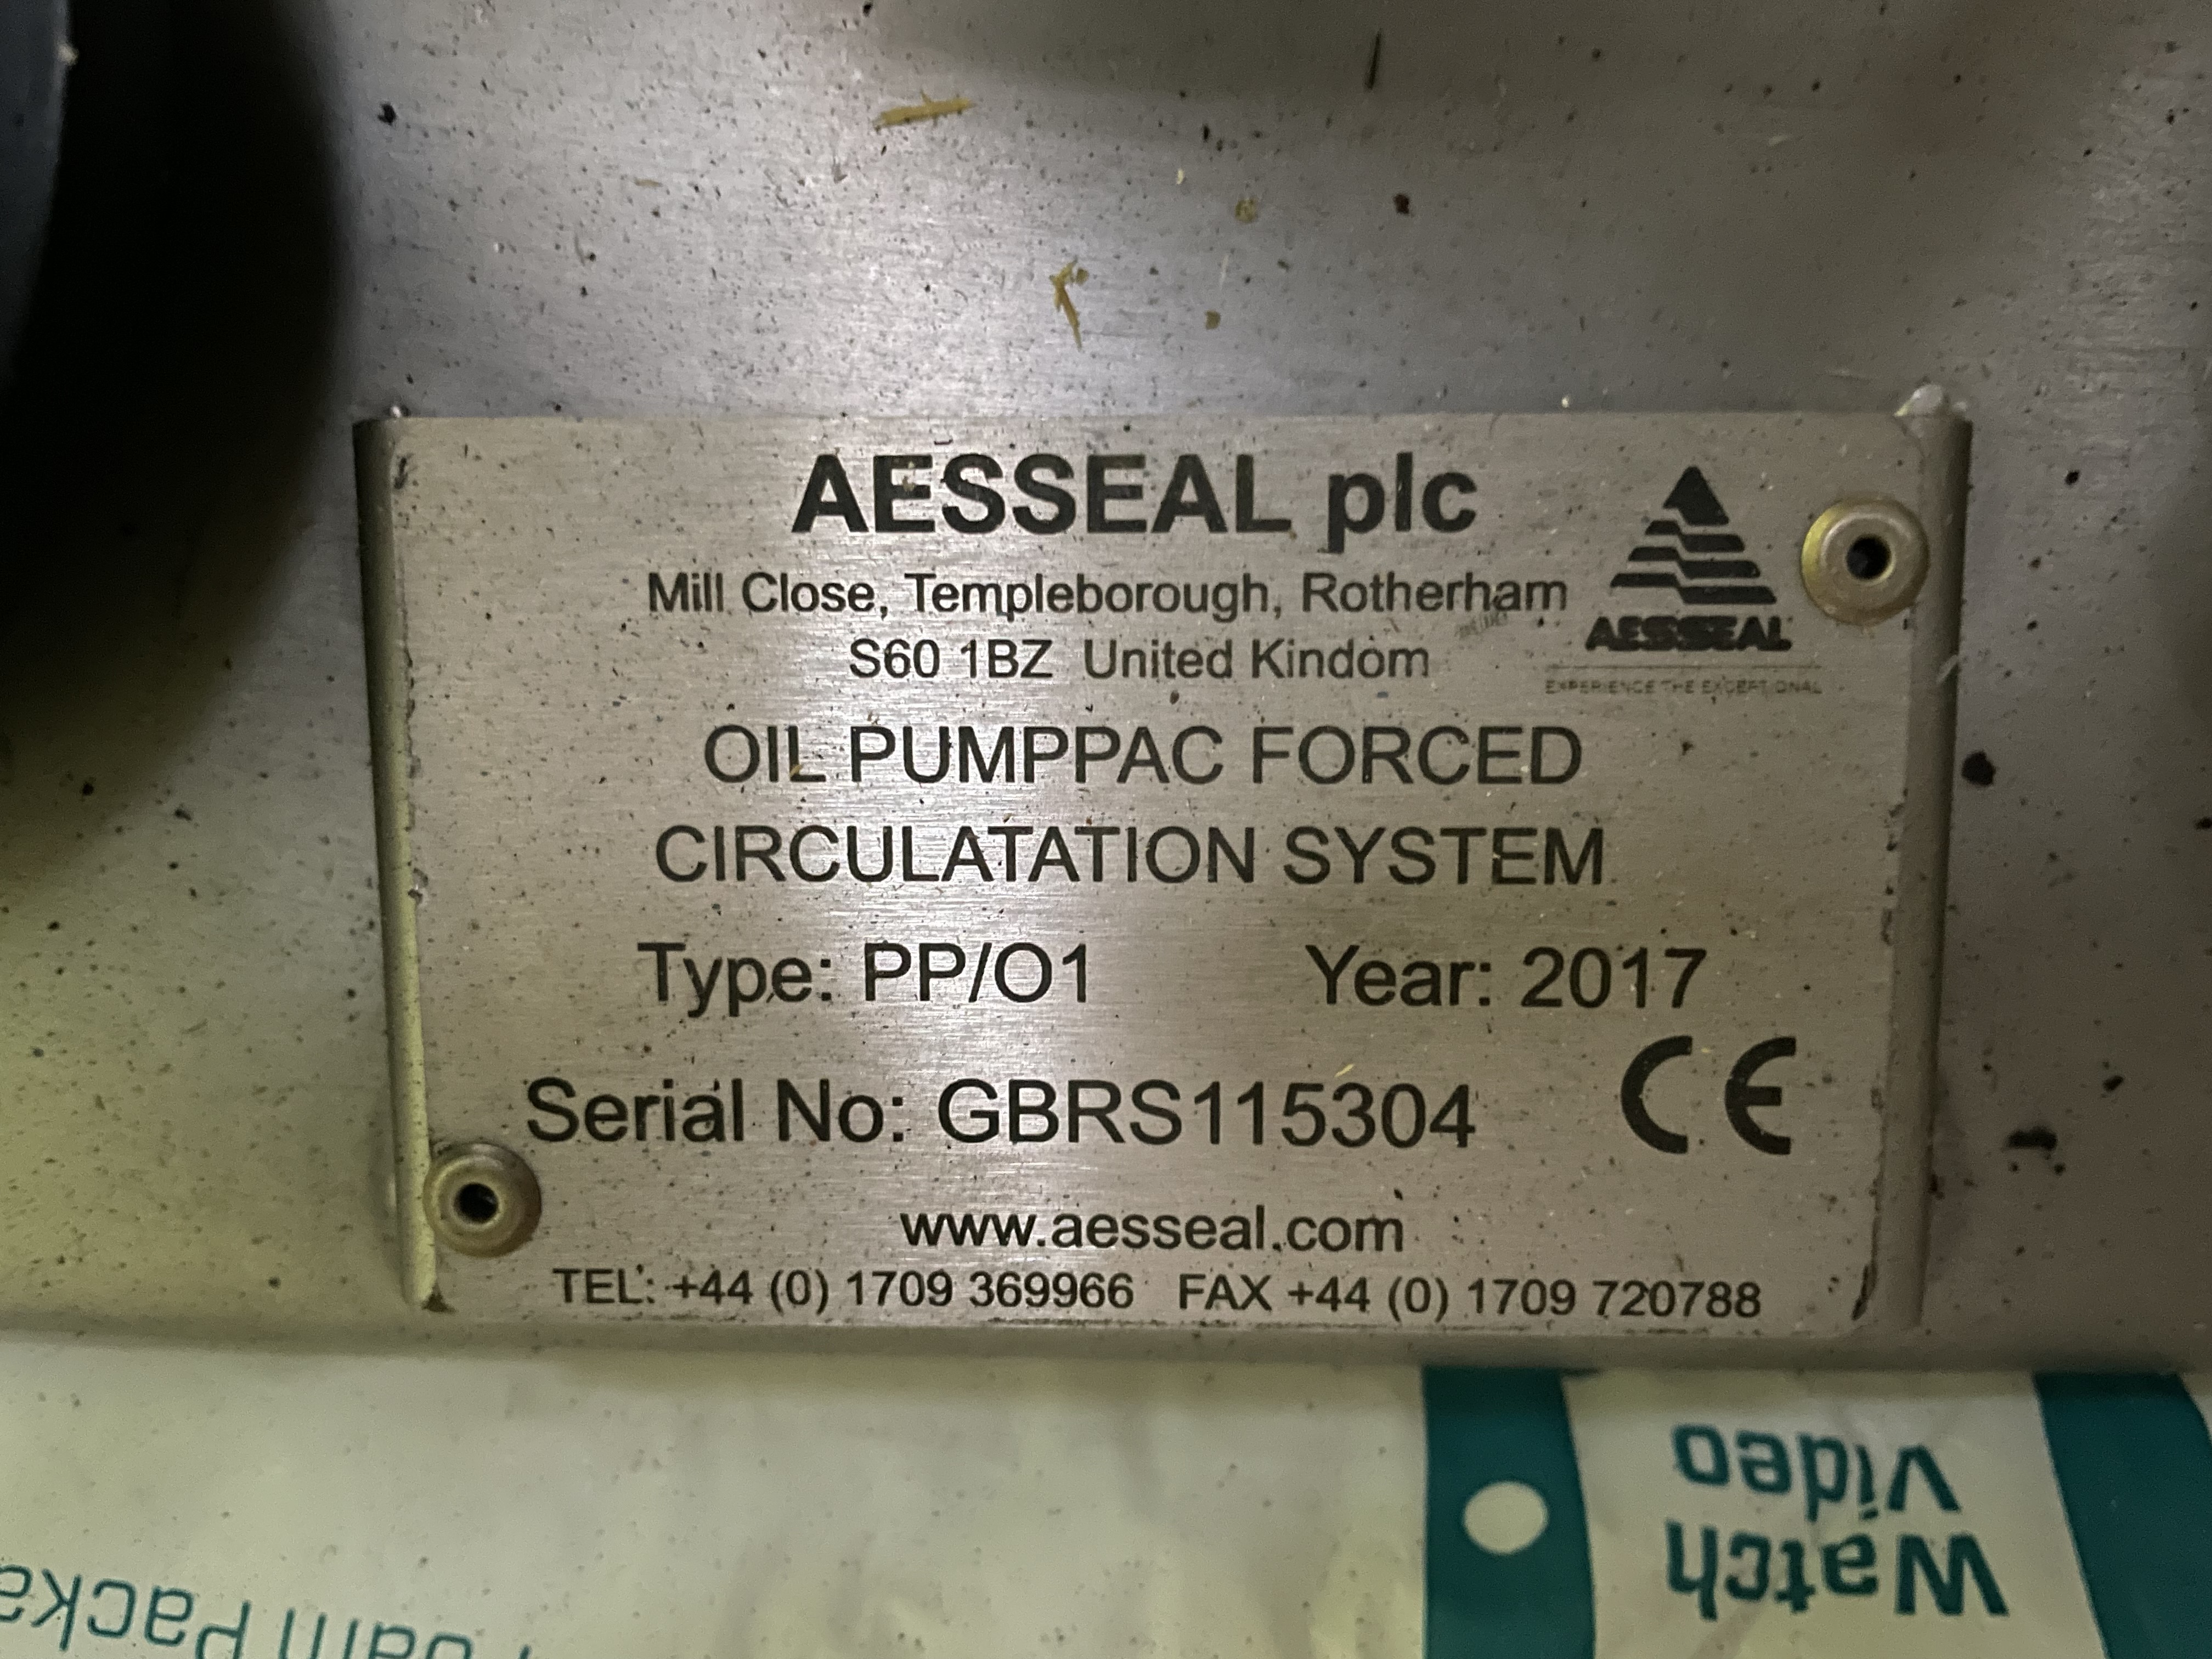 AESSEAL plc
Mill Close, Templeborough, Rotherham
S60 1BZ United Kindom
AESSEAL
EXPERIENCE THE EXCEPTIONAL
OIL PUMPPAC FORCED
CIRCULATATION SYSTEM
Type: PP/O1 Year: 2017
Serial No: GBRS115304 CE
www.aesseal.com
TEL: +44 (0) 1709 369966 FAX +44 (0) 1709 720788
Watch
video